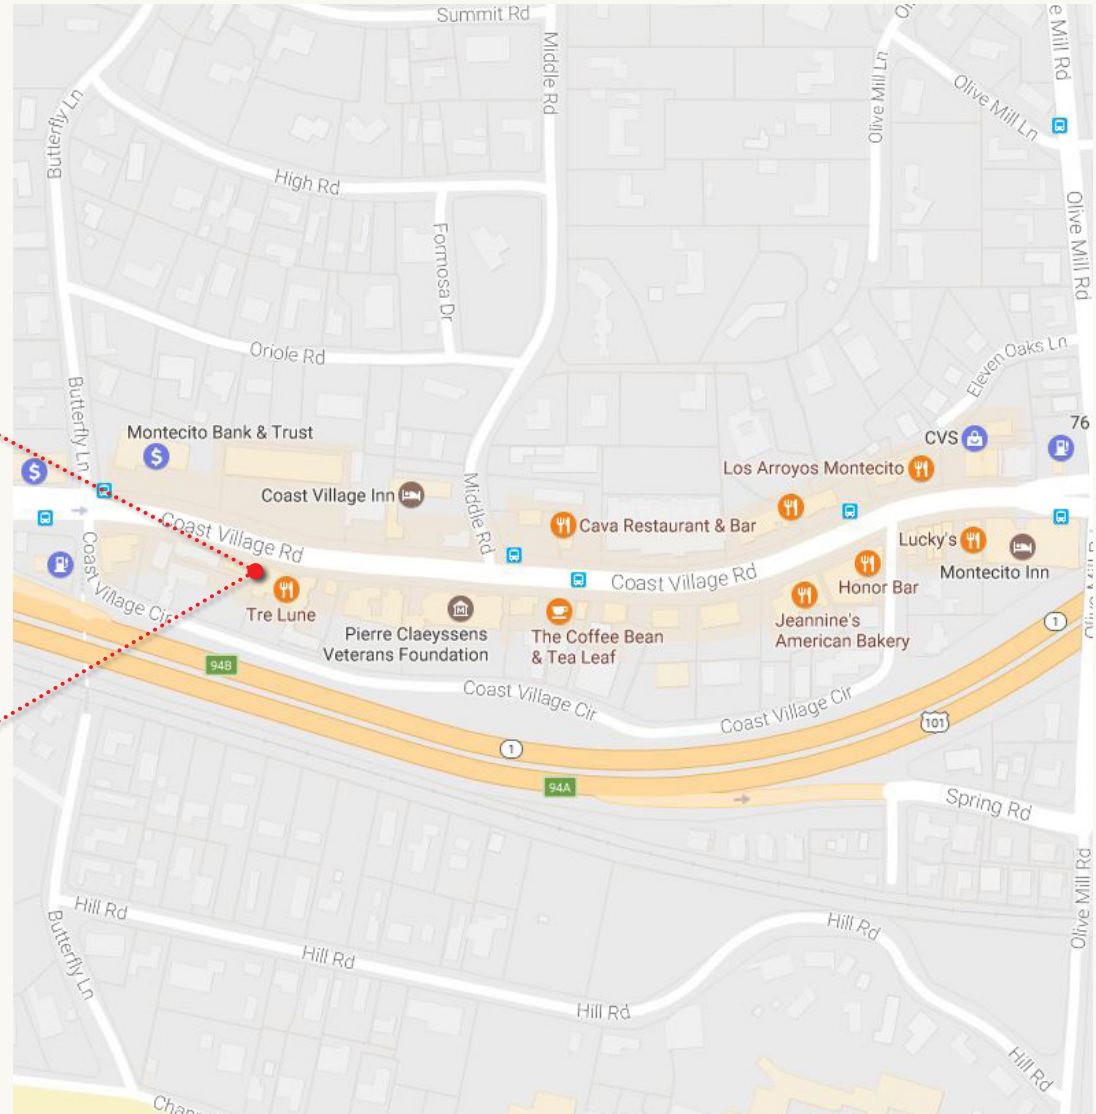 Summit Rd
Middle Rd
Olive Mill Ln
Olive Mill Ln
e Mill Rd
Butterfly Ln
High Rd
Formosa Dr
Olive Mill Rd
Oriole Rd
Eleven Oaks Ln
Butterfly Ln
Montecito Bank & Trust
$
$
76
CVS
Los Arroyos Montecito
Coast Village Inn
Middle Rd
Cava Restaurant & Bar
Coast Village Rd
Lucky's
Montecito Inn
Coast Village Rd
Honor Bar
Coast Village Cir
Tre Lune
Pierre Claeyssens
Veterans Foundation
The Coffee Bean
& Tea Leaf
Jeannine's
American Bakery
1
94B
Coast Village Cir
Coast Village Cir
101
1
94A
Spring Rd
Olive Mill Rd
Hill Rd
Hill Rd
Hill Rd
Hill Rd
Hill Rd
Butterfly Ln